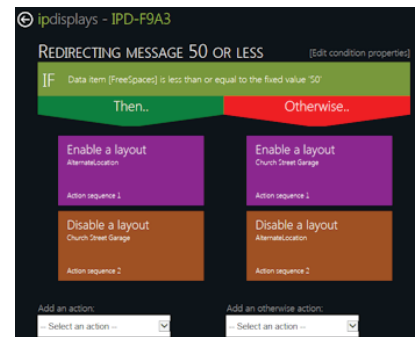 ipdisplays - IPD-F9A3
REDIRECTING MESSAGE 50 OR LESS
[Edit condition properties]
IF Data item [FreeSpaces] is less than or equal to the fixed value '50'
Then..
Otherwise..
Enable a layout
AlternateLocation
Action sequence 1
Enable a layout
Church Street Garage
Action sequence 1
Disable a layout
Church Street Garage
Action sequence 2
Disable a layout
AlternateLocation
Action sequence 2
Add an action:
-- Select an action --
Add an otherwise action:
-- Select an action --